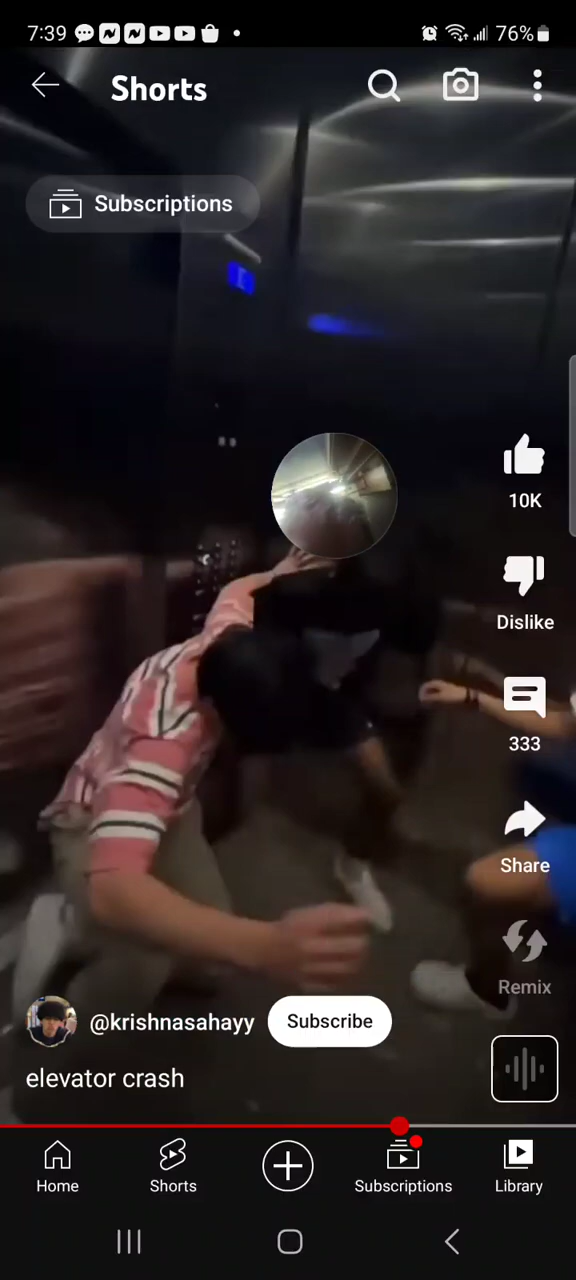 7:39
76%
Shorts
Subscriptions
10K
Dislike
333
Share
Remix
@krishnasahayy
Subscribe
elevator crash
Home
Shorts
Subscriptions
Library